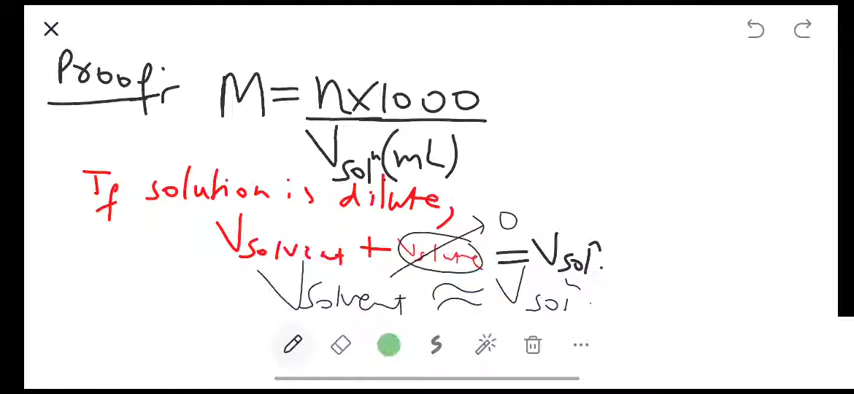 Proof:-
M = n×1000
Vsolⁿ(mL)
If solution is dilute,
0
Vsolvent + Vsolute = Vsolⁿ.
Vsolvent ≈ Vsolⁿ.